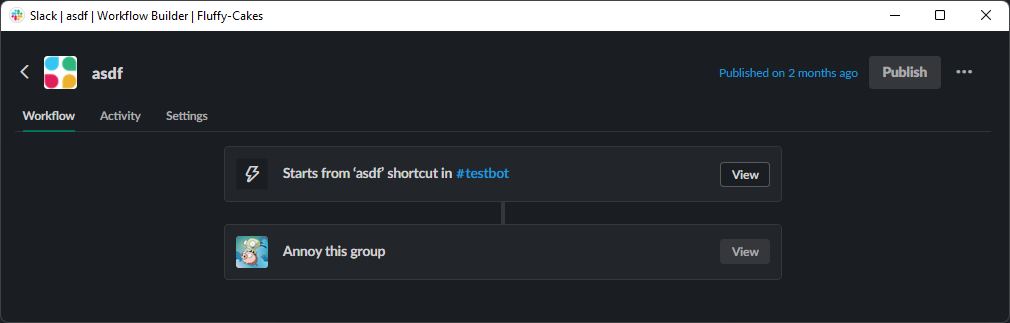 Slack | asdf | Workflow Builder | Fluffy-Cakes
asdf
Published on 2 months ago
Publish
Workflow Activity Settings
Starts from ‘asdf’ shortcut in #testbot
View
Annoy this group
View